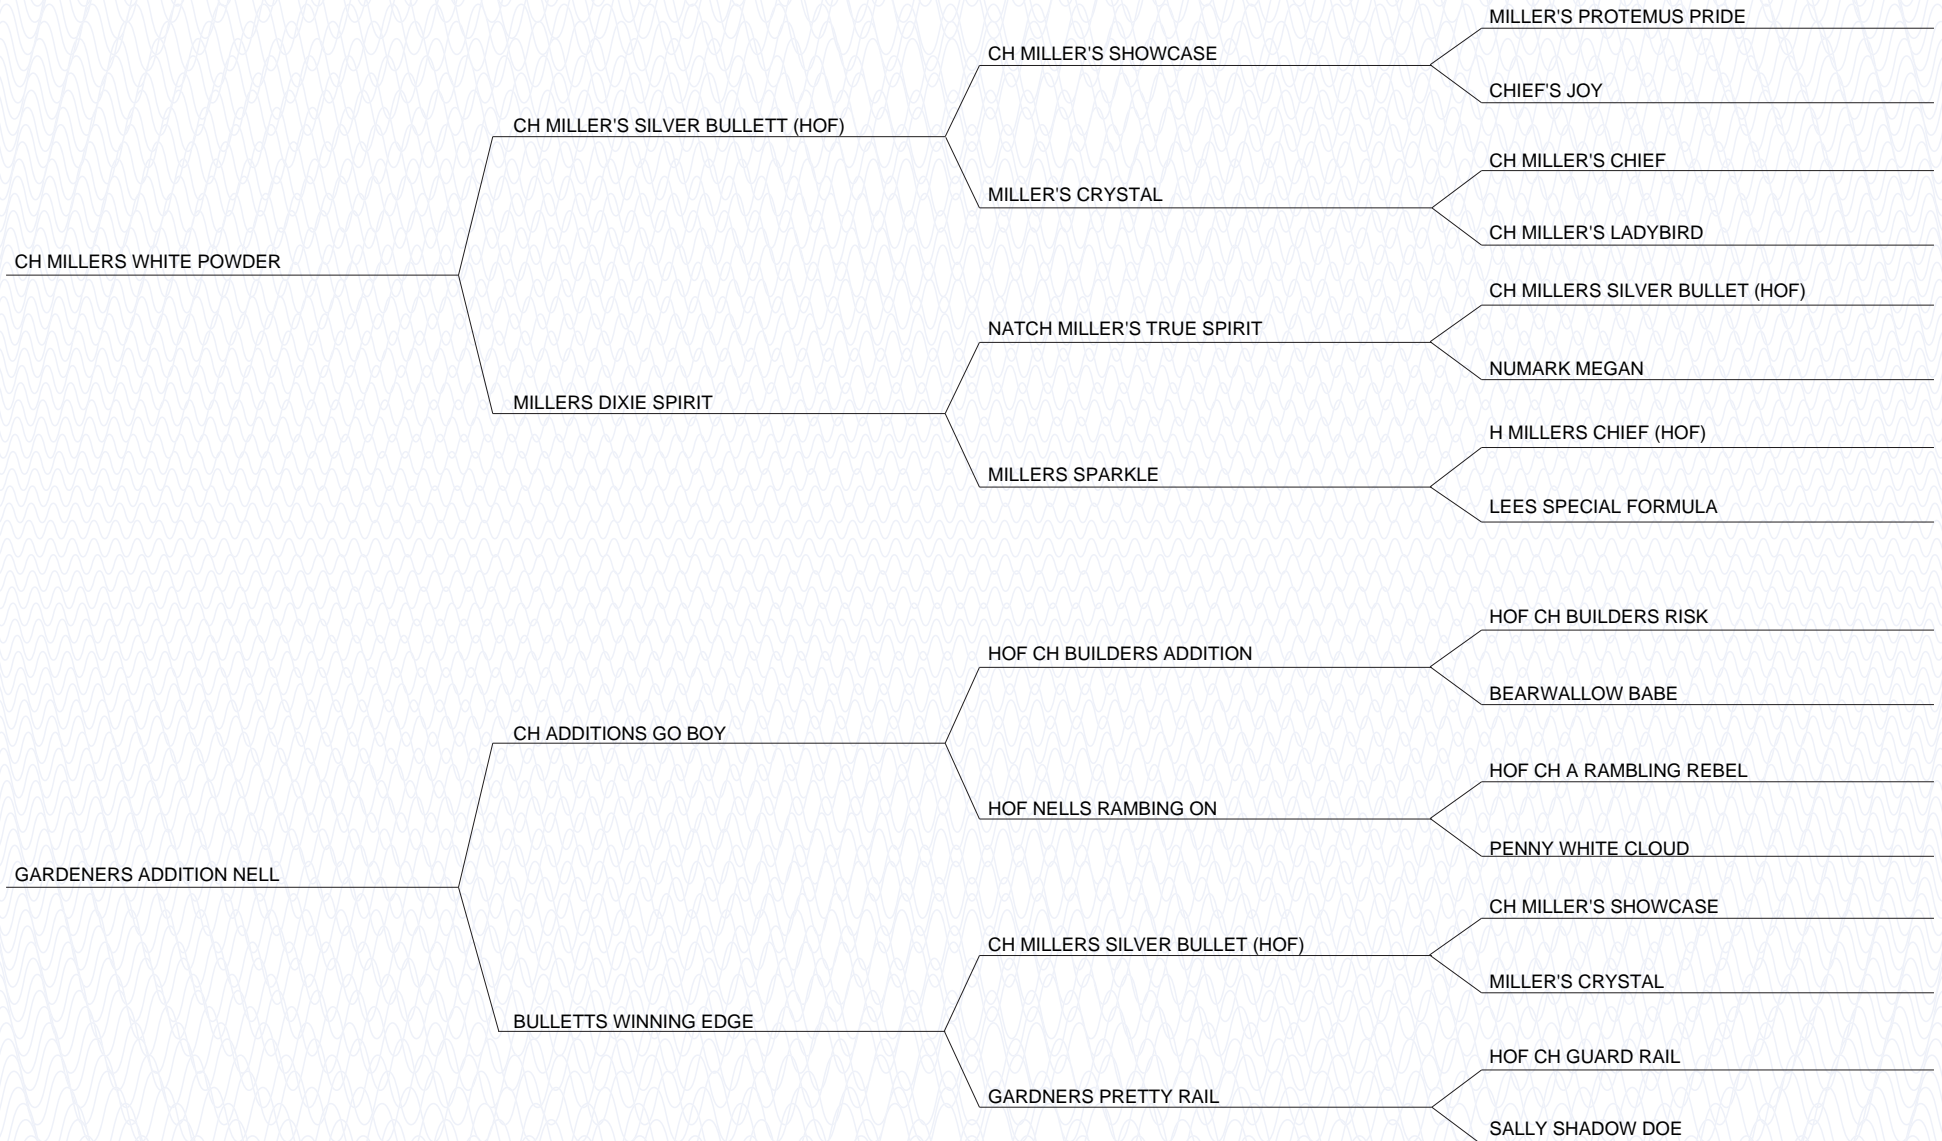 MILLER'S PROTEMUS PRIDE
CH MILLER'S SHOWCASE
CHIEF'S JOY
CH MILLER'S SILVER BULLETT (HOF)
CH MILLER'S CHIEF
MILLER'S CRYSTAL
CH MILLER'S LADYBIRD
CH MILLERS WHITE POWDER
CH MILLERS SILVER BULLET (HOF)
NATCH MILLER'S TRUE SPIRIT
NUMARK MEGAN
MILLERS DIXIE SPIRIT
H MILLERS CHIEF (HOF)
MILLERS SPARKLE
LEES SPECIAL FORMULA
HOF CH BUILDERS RISK
HOF CH BUILDERS ADDITION
BEARWALLOW BABE
CH ADDITIONS GO BOY
HOF CH A RAMBLING REBEL
HOF NELLS RAMBING ON
PENNY WHITE CLOUD
GARDENERS ADDITION NELL
CH MILLER'S SHOWCASE
CH MILLERS SILVER BULLET (HOF)
MILLER'S CRYSTAL
BULLETTS WINNING EDGE
HOF CH GUARD RAIL
GARDNERS PRETTY RAIL
SALLY SHADOW DOE